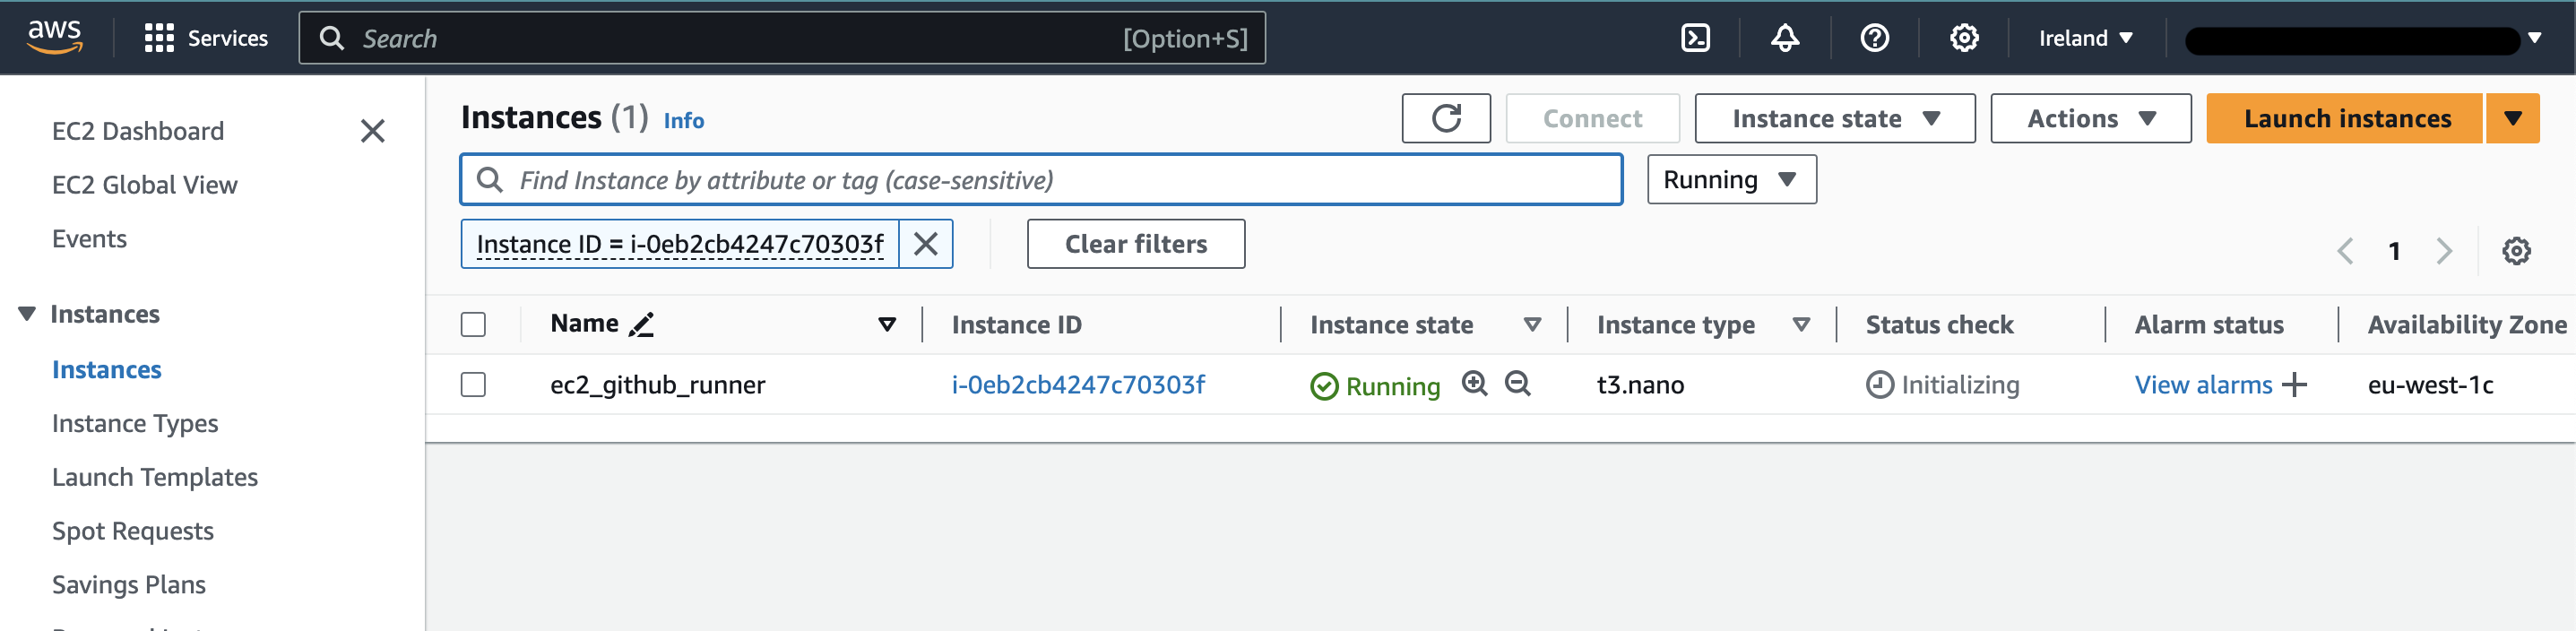 aws Services Search [Option+S] Ireland
EC2 Dashboard
EC2 Global View
Events
Instances
Instances
Instance Types
Launch Templates
Spot Requests
Savings Plans
Instances (1) Info Connect Instance state Actions Launch instances
Find Instance by attribute or tag (case-sensitive) Running
Instance ID = i-0eb2cb4247c70303f Clear filters 1
Name Instance ID Instance state Instance type Status check Alarm status Availability Zone
ec2_github_runner i-0eb2cb4247c70303f Running t3.nano Initializing View alarms + eu-west-1c